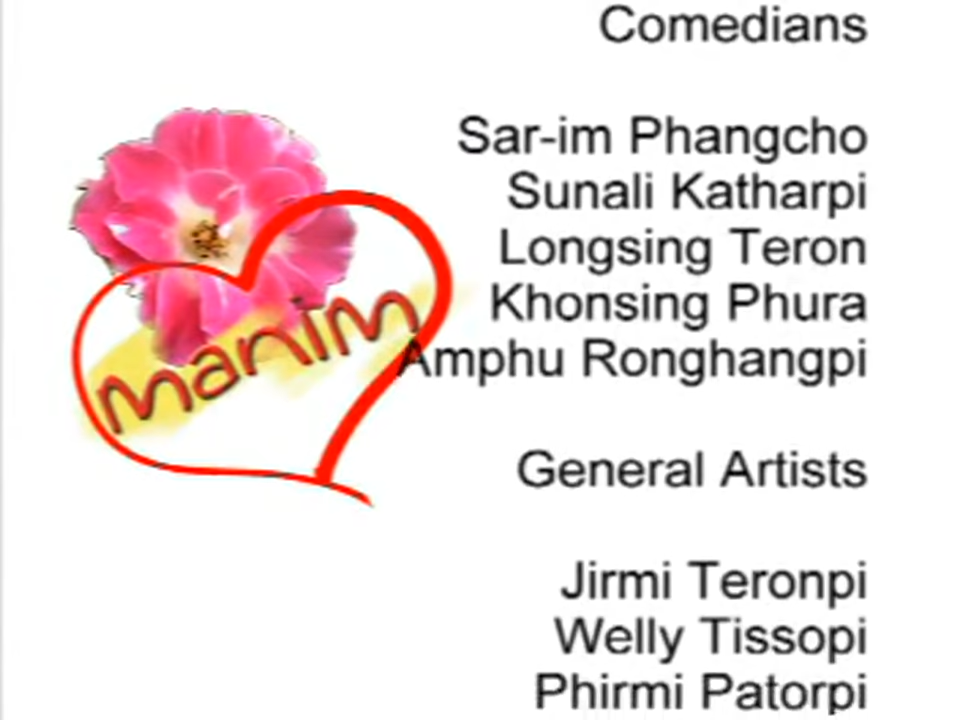 Comedians
Sar-im Phangcho
Sunali Katharpi
Longsing Teron
Khonsing Phura
Amphu Ronghangpi
manim
General Artists
Jirmi Teronpi
Welly Tissopi
Phirmi Patorpi